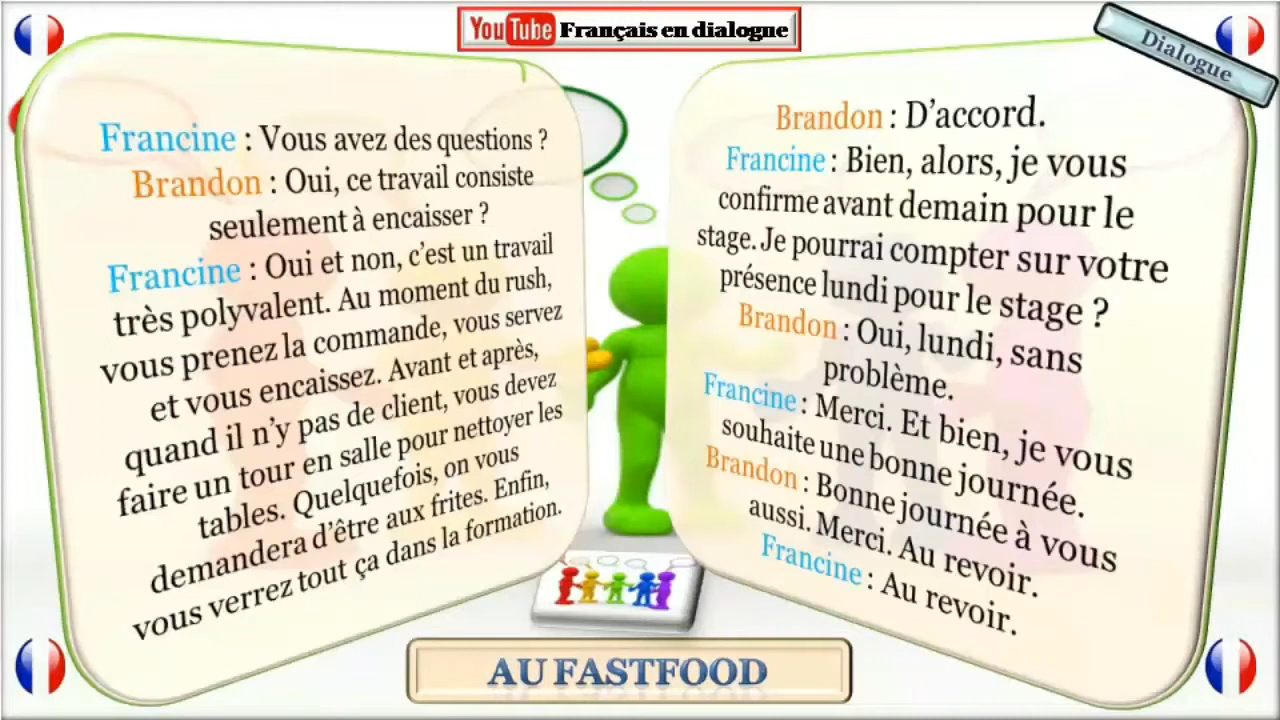 YouTube Français en dialogue
Dialogue
Francine : Vous avez des questions ?
Brandon : Oui, ce travail consiste
seulement à encaisser ?
Francine : Oui et non, c'est un travail
très polyvalent. Au moment du rush,
vous prenez la commande, vous servez
et vous encaissez. Avant et après,
quand il n'y pas de client, vous devez
faire un tour en salle pour nettoyer les
tables. Quelquefois, on vous
demandera d'être aux frites. Enfin,
vous verrez tout ça dans la formation.
Brandon : D'accord.
Francine : Bien, alors, je vous
confirme avant demain pour le
stage. Je pourrai compter sur votre
présence lundi pour le stage ?
Brandon : Oui, lundi, sans
problème.
Francine : Merci. Et bien, je vous
souhaite une bonne journée.
Brandon : Bonne journée à vous
aussi. Merci. Au revoir.
Francine : Au revoir.
AU FASTFOOD